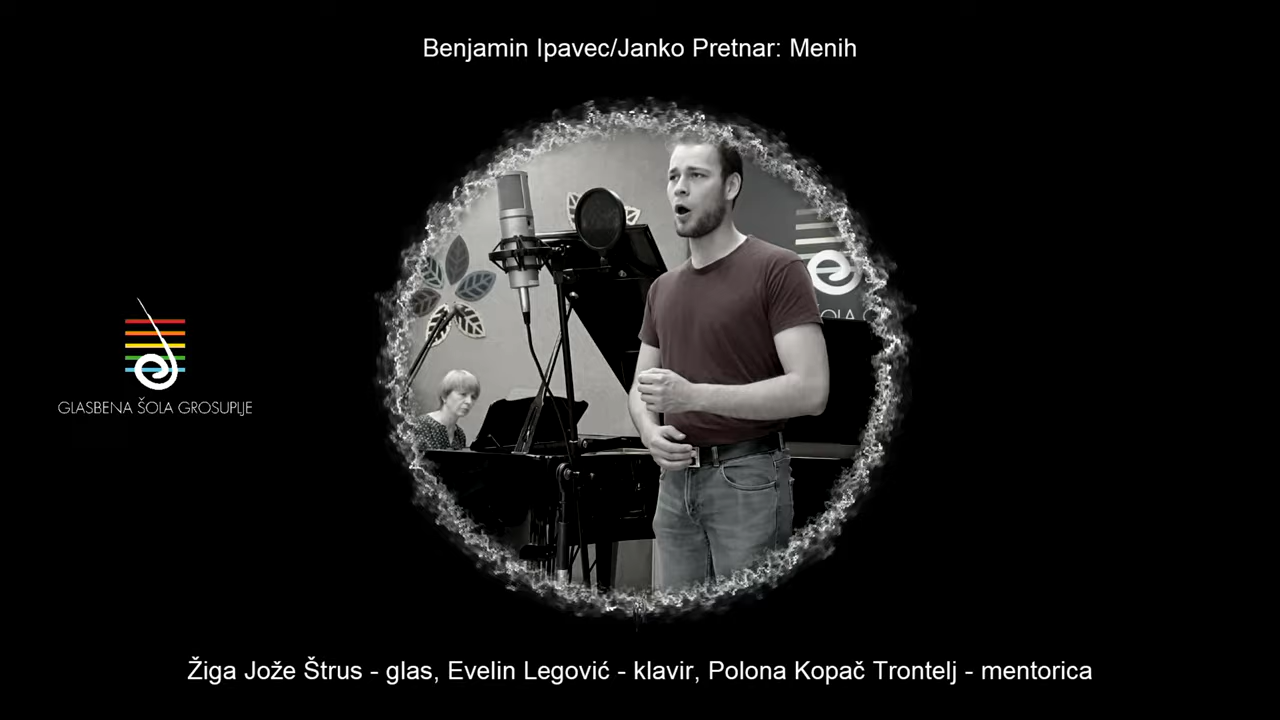 Benjamin Ipavec/Janko Pretnar: Menih
GLASBENA ŠOLA GROSUPLJE
Žiga Jože Štrus - glas, Evelin Legović - klavir, Polona Kopač Trontelj - mentorica